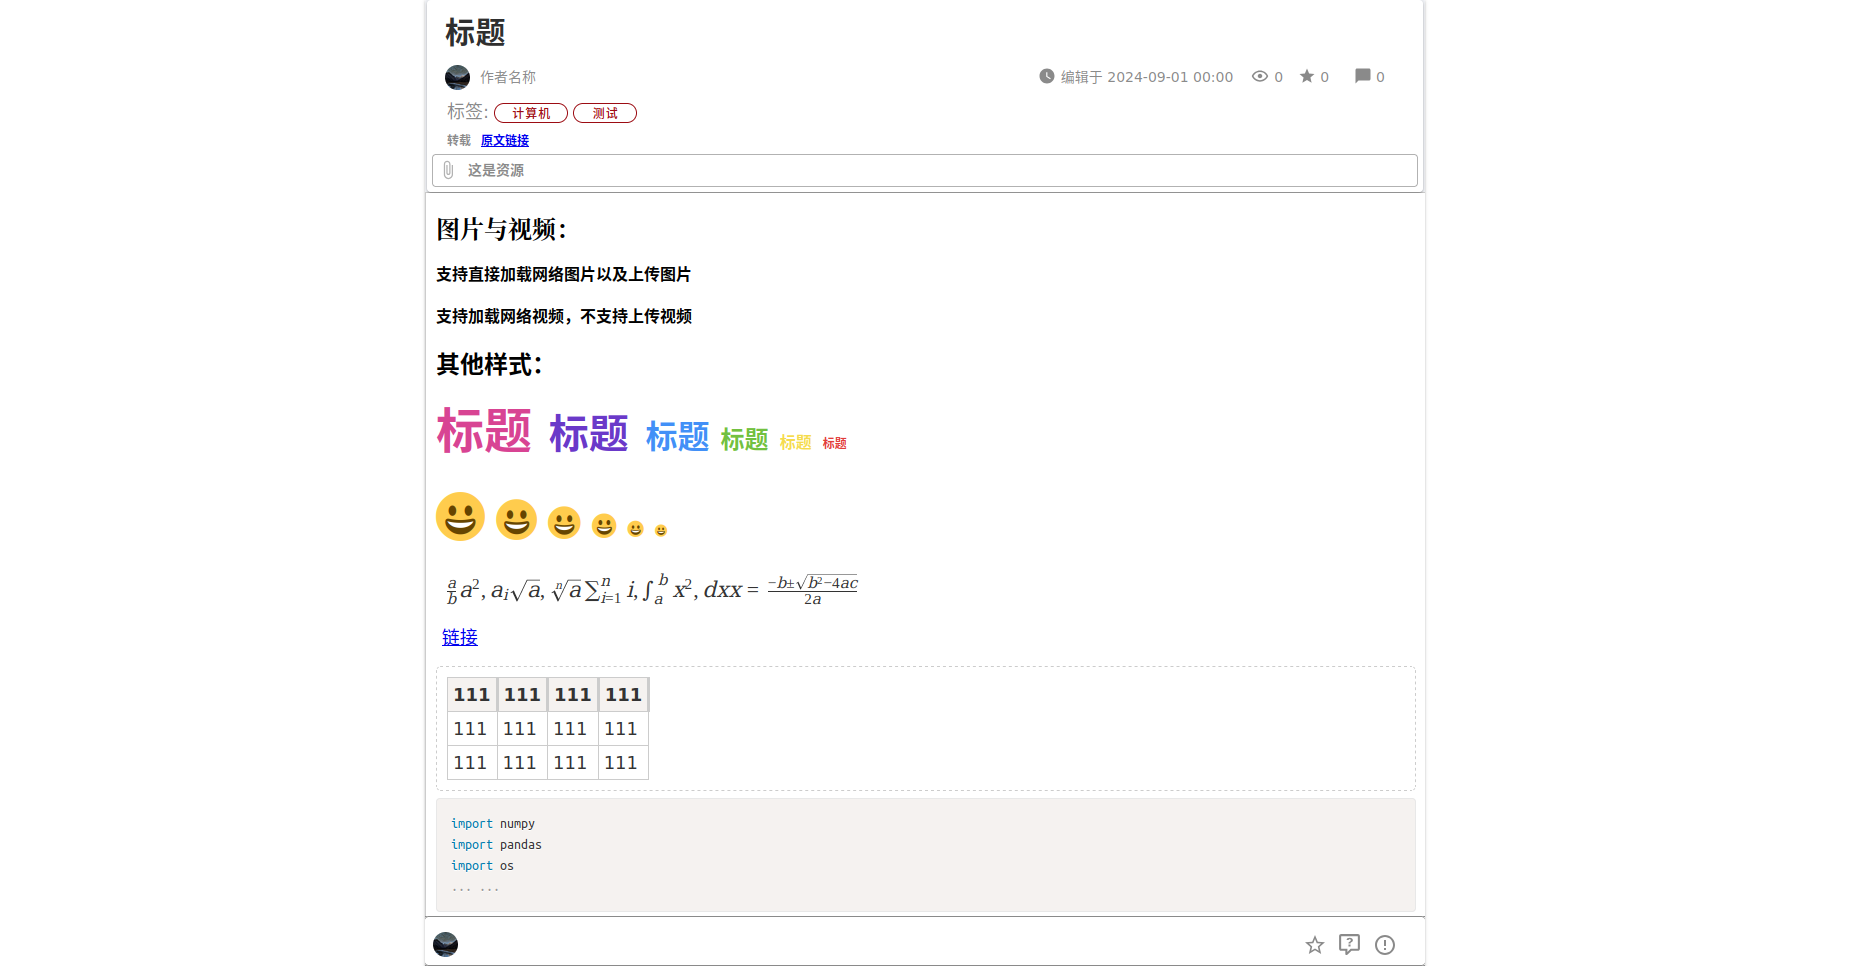 标题
作者名称 编辑于 2024-09-01 00:00 0 0 0
标签: 计算机 测试
转载 原文链接
这是资源
图片与视频：
支持直接加载网络图片以及上传图片
支持加载网络视频，不支持上传视频
其他样式：
标题 标题 标题 标题 标题 标题
😀 😀 😀 😀 😀 😀
\frac{a}{b}a^2, a_i\sqrt{a}, \sqrt[n]{a}\sum_{i=1}^{n} i, \int_a^b x^2, dxx = \frac{-b±\sqrt{b^2-4ac}}{2a}
链接
111 111 111 111
111 111 111 111
111 111 111 111
import numpy
import pandas
import os
... ...